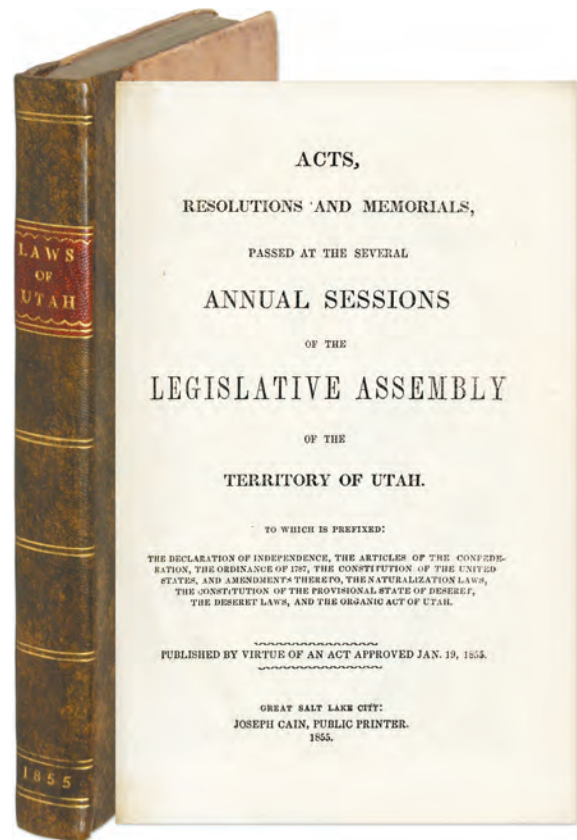 LAWS
OF
UTAH
1855
ACTS,
RESOLUTIONS AND MEMORIALS,
PASSED AT THE SEVERAL
ANNUAL SESSIONS
OF THE
LEGISLATIVE ASSEMBLY
OF THE
TERRITORY OF UTAH.
TO WHICH IS PREFIXED:
THE DECLARATION OF INDEPENDENCE, THE ARTICLES OF THE CONFEDE-
RATION, THE ORDINANCE OF 1787, THE CONSTITUTION OF THE UNITED
STATES, AND AMENDMENTS THERETO, THE NATURALIZATION LAWS,
THE CONSTITUTION OF THE PROVISIONAL STATE OF DESERET,
THE DESERET LAWS, AND THE ORGANIC ACT OF UTAH.
PUBLISHED BY VIRTUE OF AN ACT APPROVED JAN. 19, 1855.
GREAT SALT LAKE CITY:
JOSEPH CAIN, PUBLIC PRINTER.
1855.